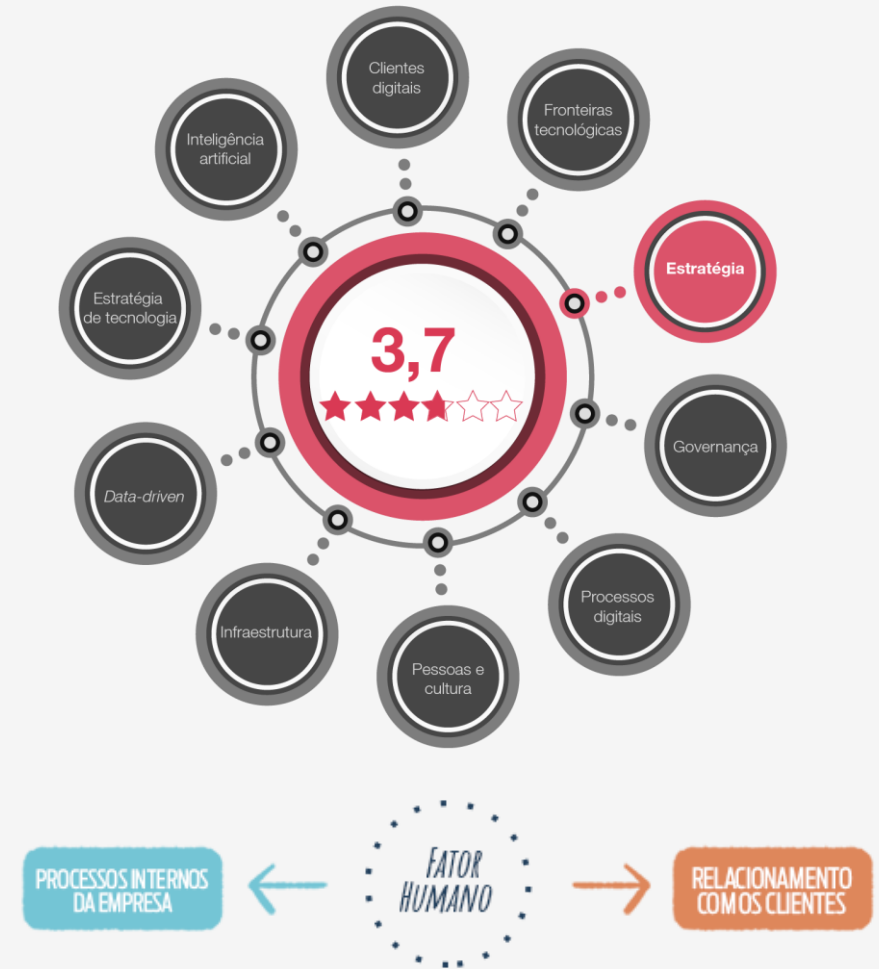 Clientes
digitais
Fronteiras
tecnológicas
Inteligência
artificial
Estratégia
Estratégia
de tecnologia
3,7
Governança
Data-driven
Processos
digitais
Infraestrutura
Pessoas e
cultura
FATOR
HUMANO
PROCESSOS INTERNOS
DA EMPRESA
RELACIONAMENTO
COM OS CLIENTES